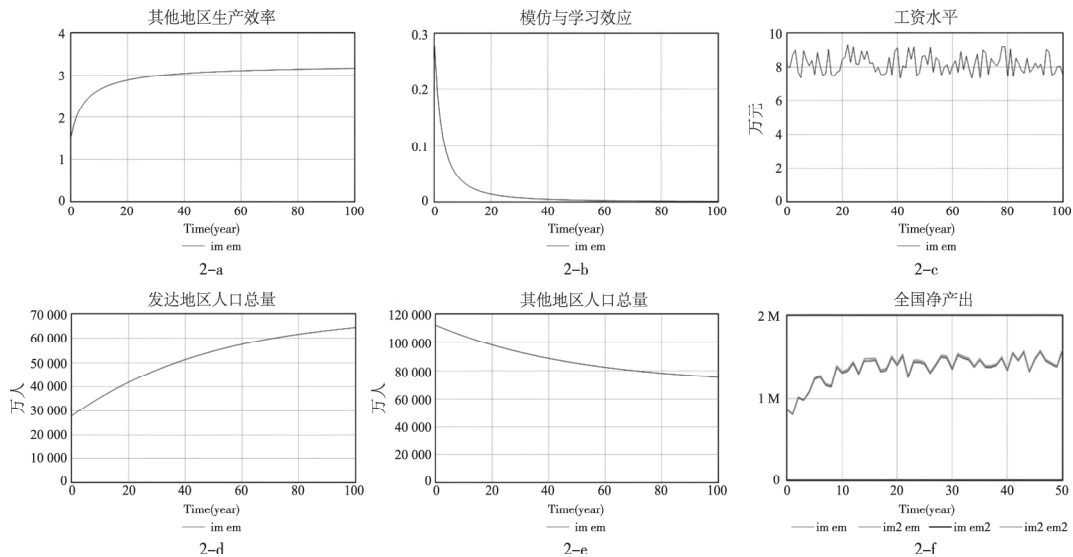 其他地区生产效率
4
3
2
1
0
0 20 40 60 80 100
Time(year)
im em
2-a
模仿与学习效应
0.3
0.2
0.1
0
0 20 40 60 80 100
Time(year)
im em
2-b
工资水平
10
8
6
4
2
0
万元
0 20 40 60 80 100
Time(year)
im em
2-c
发达地区人口总量
70 000
60 000
50 000
40 000
30 000
20 000
10 000
0
万人
0 20 40 60 80 100
Time(year)
im em
2-d
其他地区人口总量
120 000
100 000
80 000
60 000
40 000
20 000
0
万人
0 20 40 60 80 100
Time(year)
im em
2-e
全国净产出
2 M
1 M
0
0 10 20 30 40 50
Time(year)
im em im2 em im em2 im2 em2
2-f